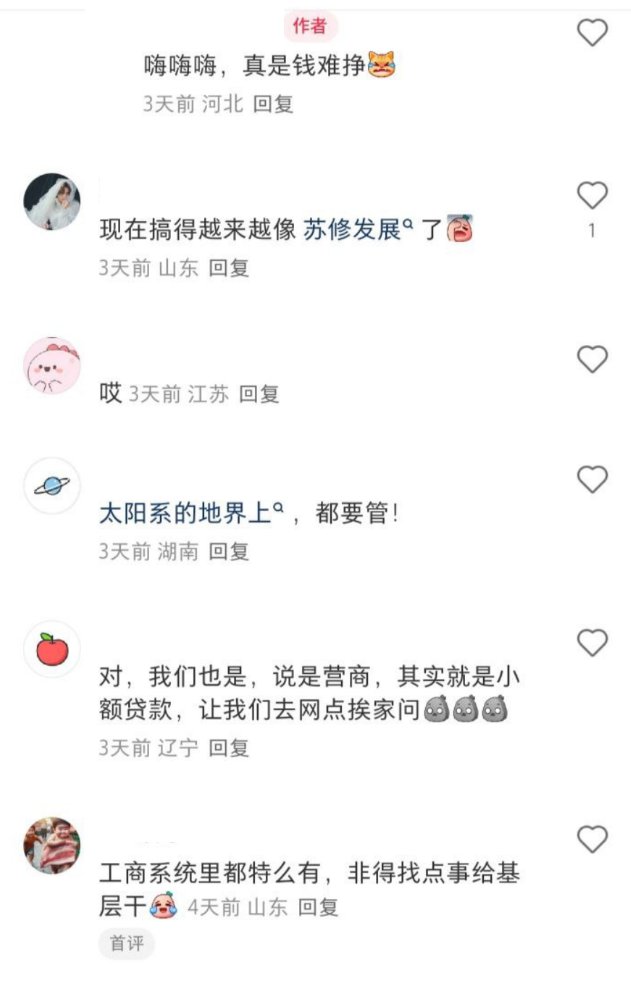 作者
嗨嗨嗨，真是钱难挣
3天前 河北 回复
现在搞得越来越像 苏修发展 了
1
3天前 山东 回复
哎 3天前 江苏 回复
太阳系的地界上，都要管！
3天前 湖南 回复
对，我们也是，说是营商，其实就是小
额贷款，让我们去网点挨家问
3天前 辽宁 回复
工商系统里都特么有，非得找点事给基
层干 4天前 山东 回复
首评